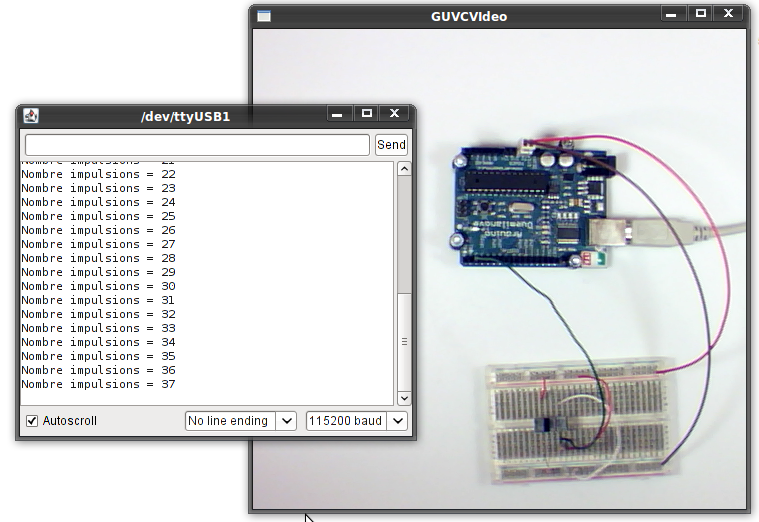 GUVCVIdeo
/dev/ttyUSB1
Send
Nombre impulsions = 21
Nombre impulsions = 22
Nombre impulsions = 23
Nombre impulsions = 24
Nombre impulsions = 25
Nombre impulsions = 26
Nombre impulsions = 27
Nombre impulsions = 28
Nombre impulsions = 29
Nombre impulsions = 30
Nombre impulsions = 31
Nombre impulsions = 32
Nombre impulsions = 33
Nombre impulsions = 34
Nombre impulsions = 35
Nombre impulsions = 36
Nombre impulsions = 37
Autoscroll
No line ending
115200 baud
Arduino
Duemilanove